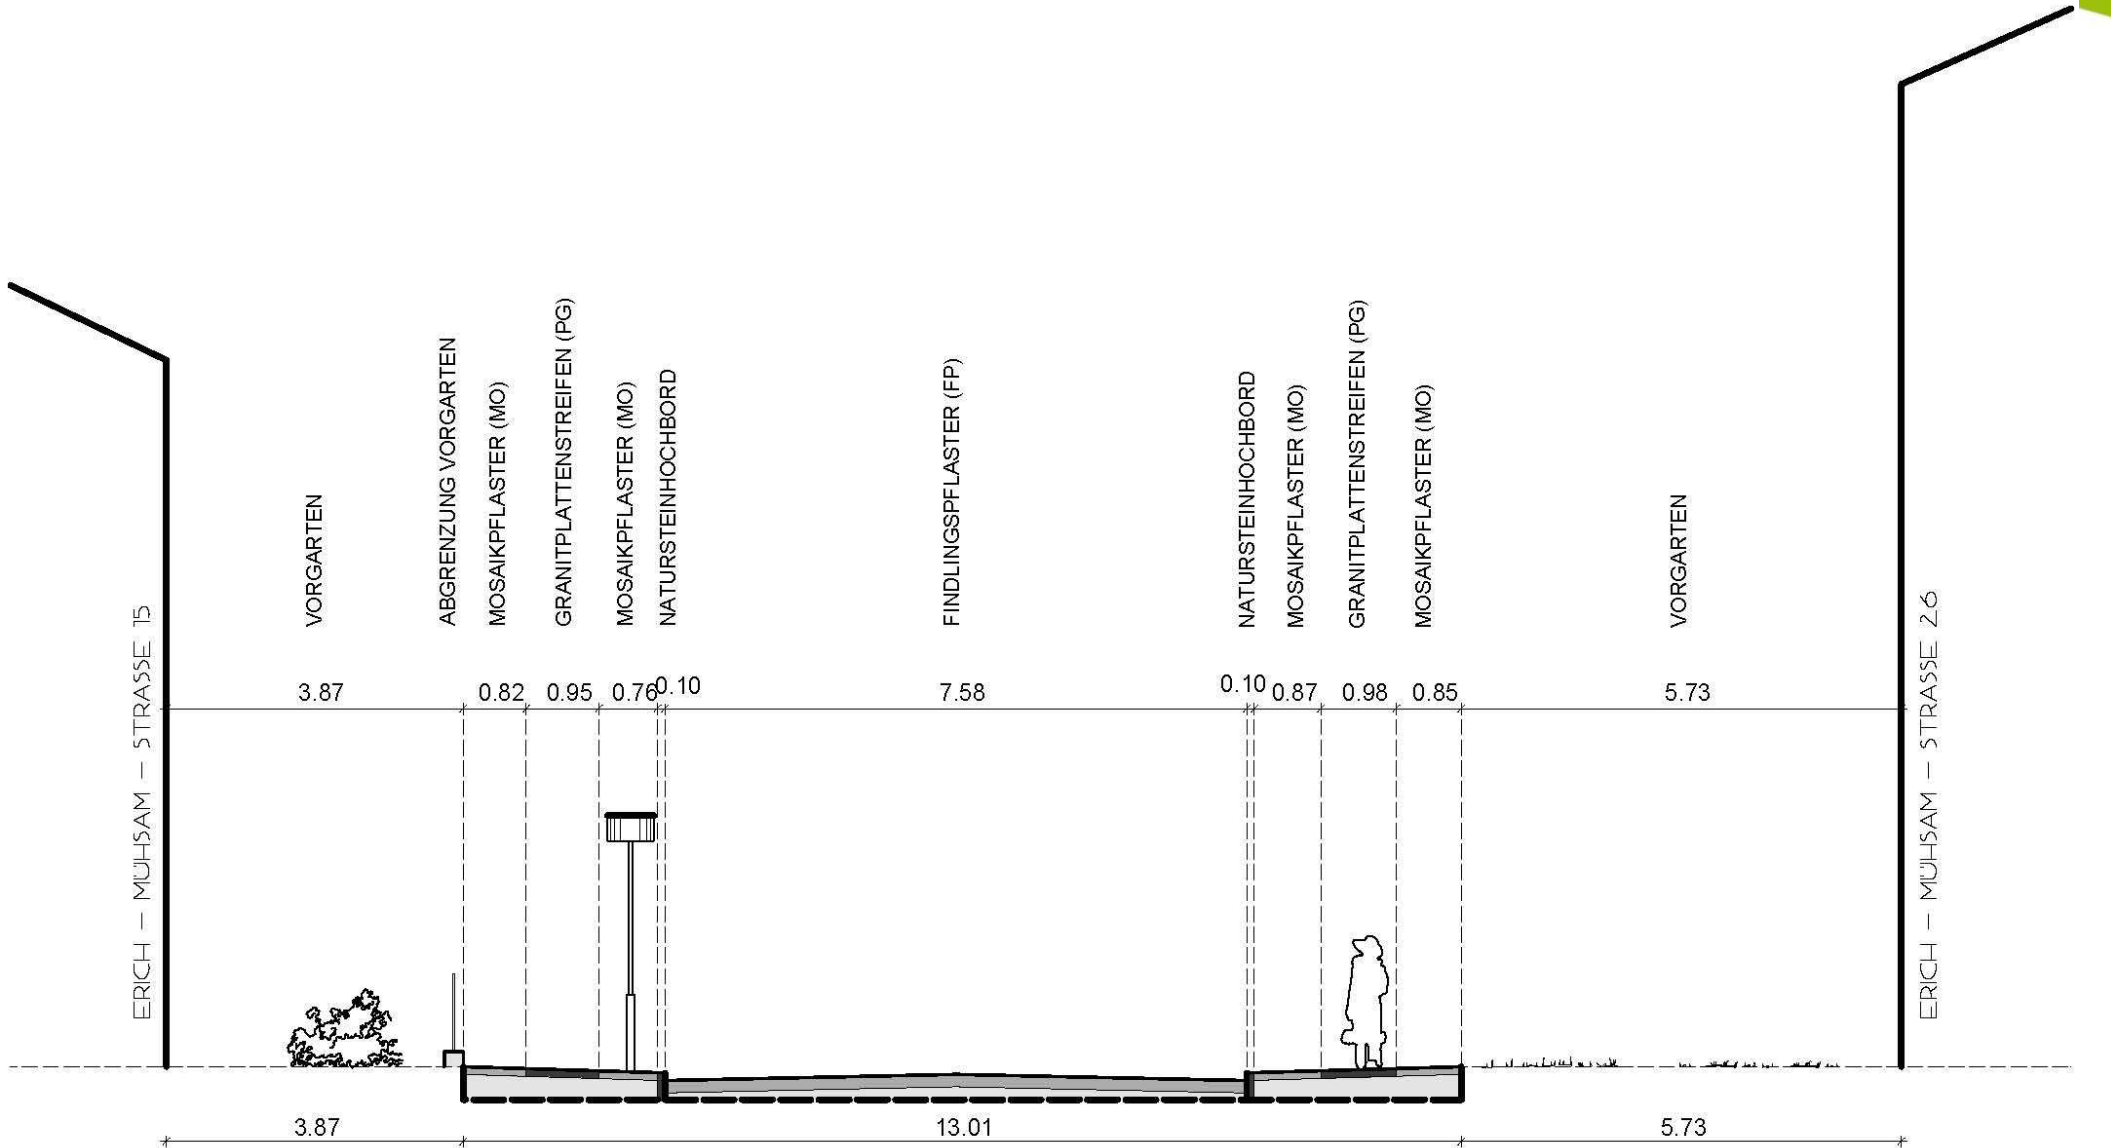 ERICH – MÜHSAM – STRASSE 15
VORGARTEN
ABGRENZUNG VORGARTEN
MOSAIKPFLASTER (MO)
GRANITPLATTENSTREIFEN (PG)
MOSAIKPFLASTER (MO)
NATURSTEINHOCHBORD
FINDLINGSPFLASTER (FP)
NATURSTEINHOCHBORD
MOSAIKPFLASTER (MO)
GRANITPLATTENSTREIFEN (PG)
MOSAIKPFLASTER (MO)
VORGARTEN
ERICH – MÜHSAM – STRASSE 26
3.87 0.82 0.95 0.76 0.10 7.58 0.10 0.87 0.98 0.85 5.73
3.87 13.01 5.73